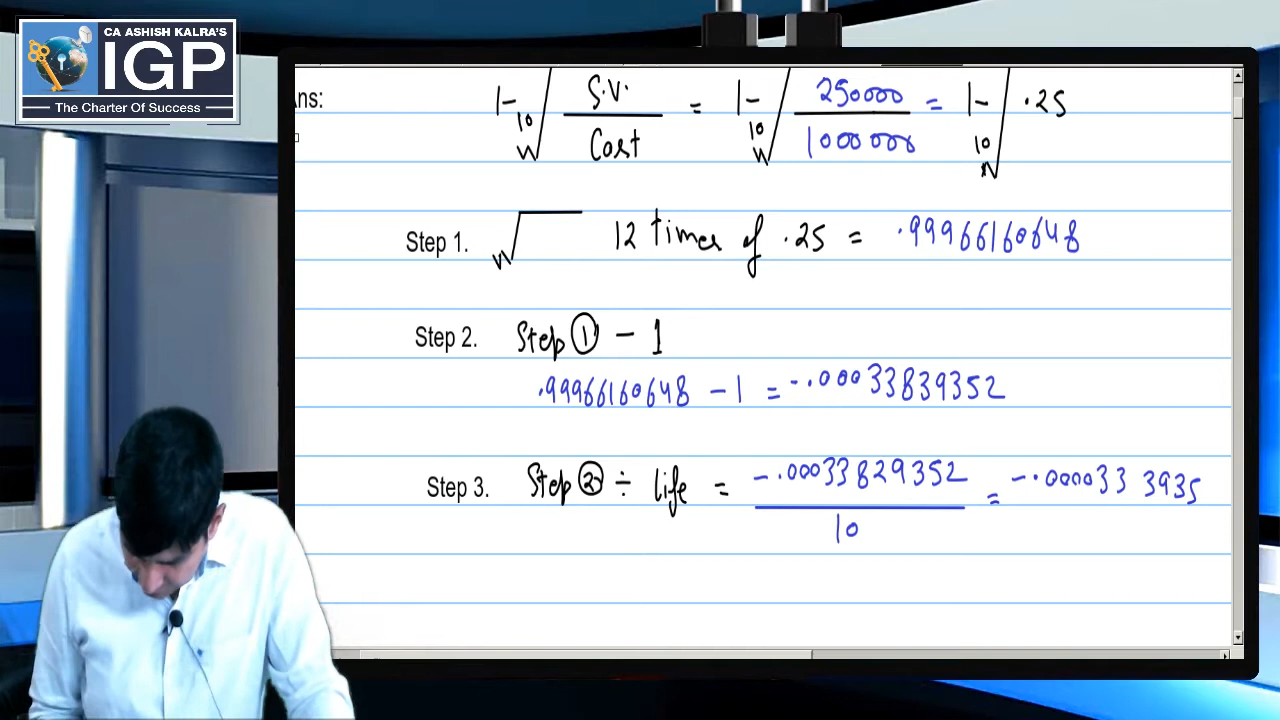 CA ASHISH KALRA'S
IGP
The Charter Of Success
Ans: 1- 10√ S.V. / Cost = 1- 10√ 250000 / 1000000 = 1- 10√ .25
Step 1. √ 12 times of .25 = .99966160648
Step 2. Step ① - 1
.99966160648 - 1 = -.00033839352
Step 3. Step ② ÷ life = -.00033829352 / 10 = -.000033 3935